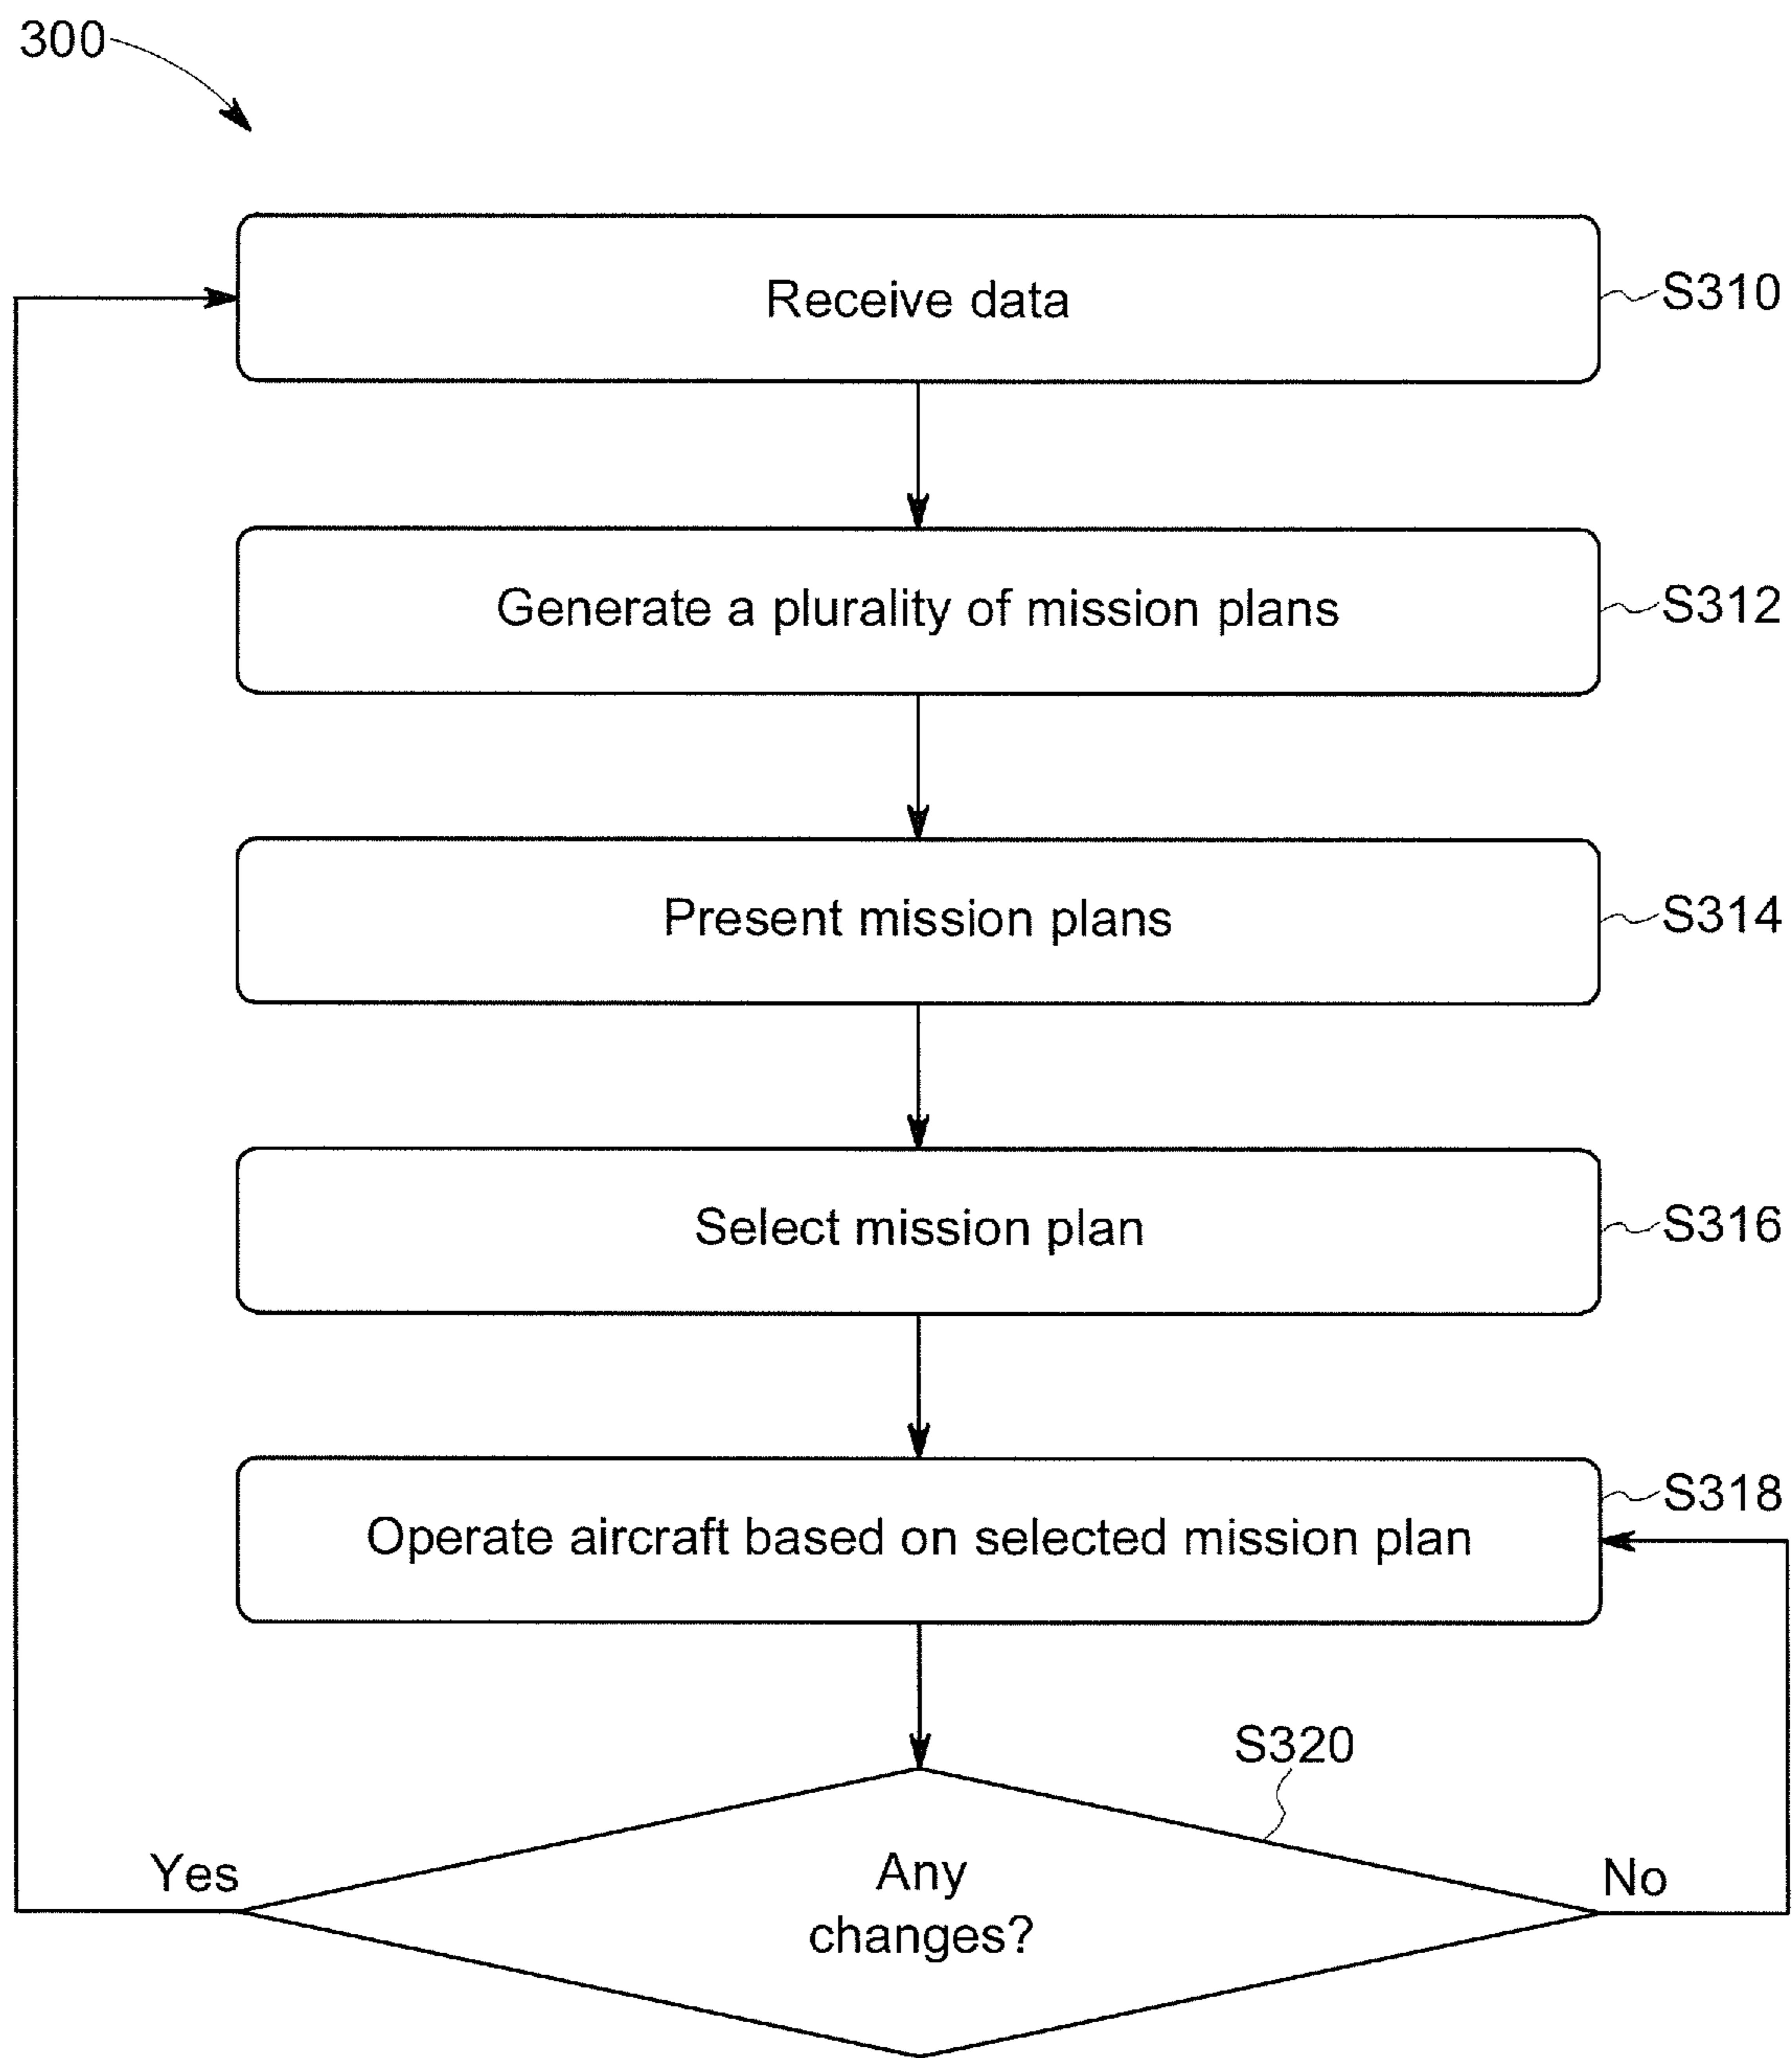 300
Receive data
S310
Generate a plurality of mission plans
S312
Present mission plans
S314
Select mission plan
S316
S318
Operate aircraft based on selected mission plan
S320
Yes
Any
changes?
No